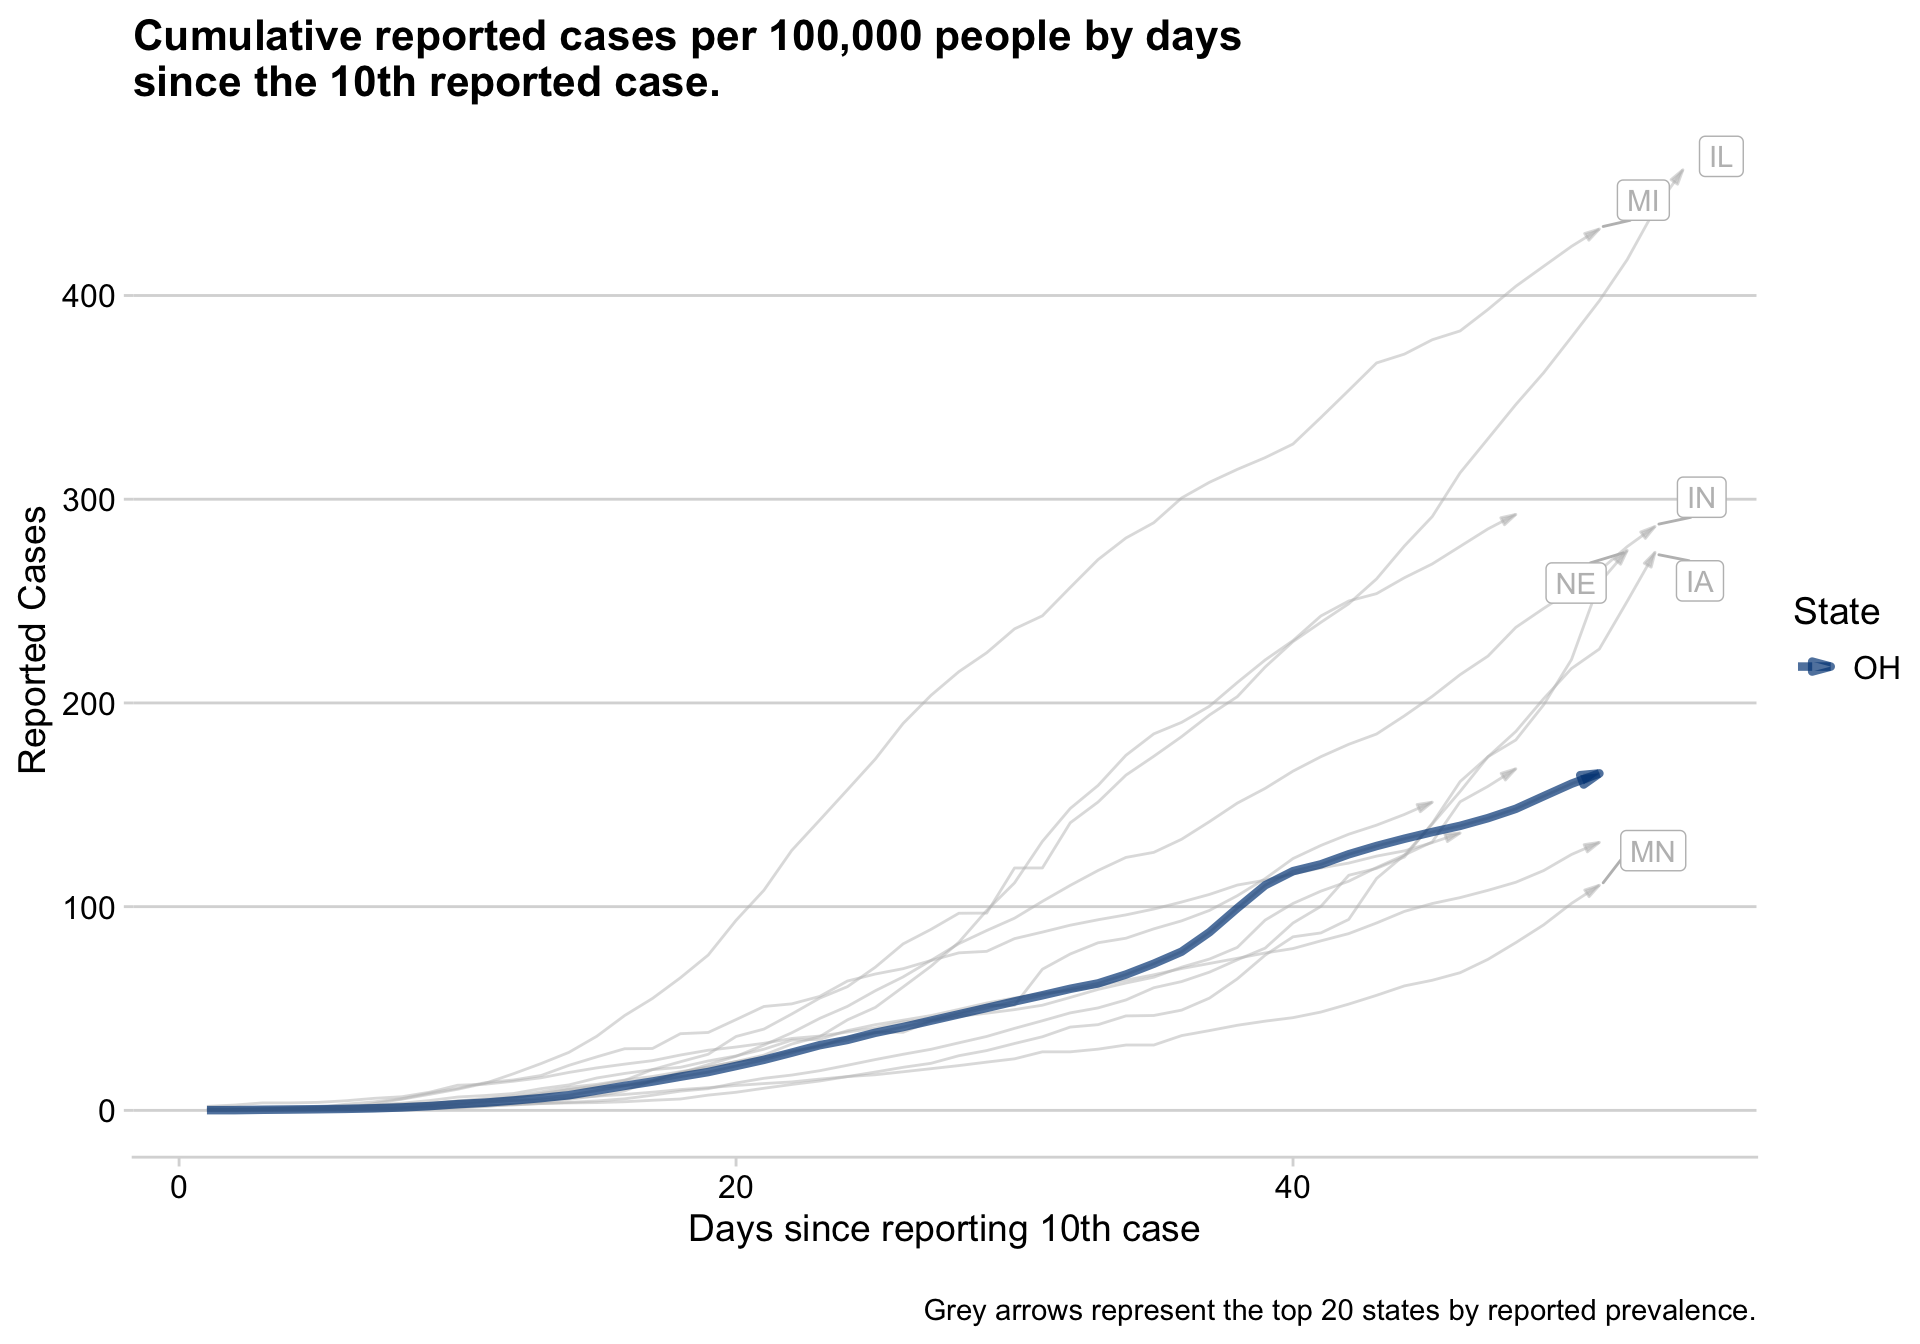 Cumulative reported cases per 100,000 people by days
since the 10th reported case.
IL
MI
400
IN
300
NE
IA
State
OH
Reported Cases
200
MN
100
0
0
20
40
Days since reporting 10th case
Grey arrows represent the top 20 states by reported prevalence.